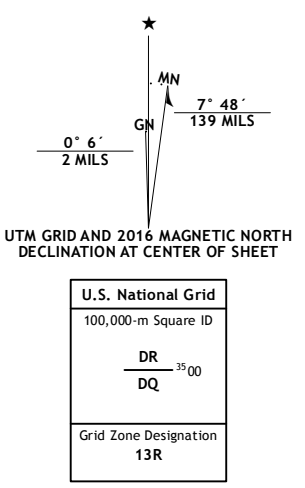 MN
7° 48´
139 MILS
GN
0° 6´
2 MILS
UTM GRID AND 2016 MAGNETIC NORTH
DECLINATION AT CENTER OF SHEET
U.S. National Grid
100,000-m Square ID
DR
3500
DQ
Grid Zone Designation
13R